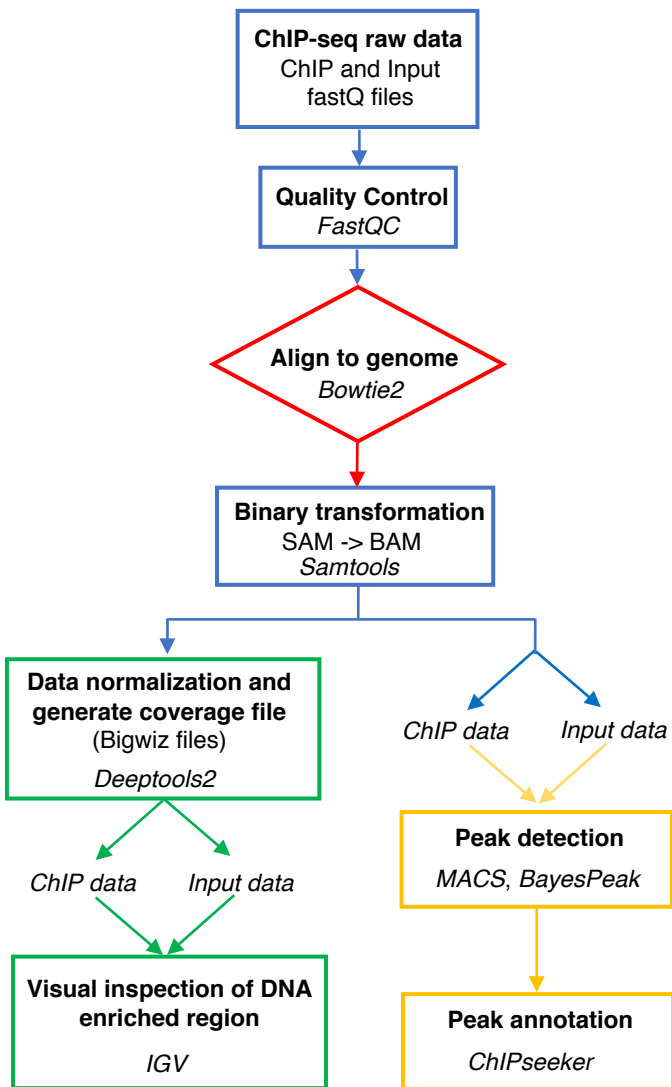 ChIP-seq raw data
ChIP and Input
fastQ files
Quality Control
FastQC
Align to genome
Bowtie2
Binary transformation
SAM -> BAM
Samtools
Data normalization and
generate coverage file
(Bigwiz files)
Deeptools2
ChIP data
Input data
Visual inspection of DNA
enriched region
IGV
ChIP data
Input data
Peak detection
MACS, BayesPeak
Peak annotation
ChIPseeker